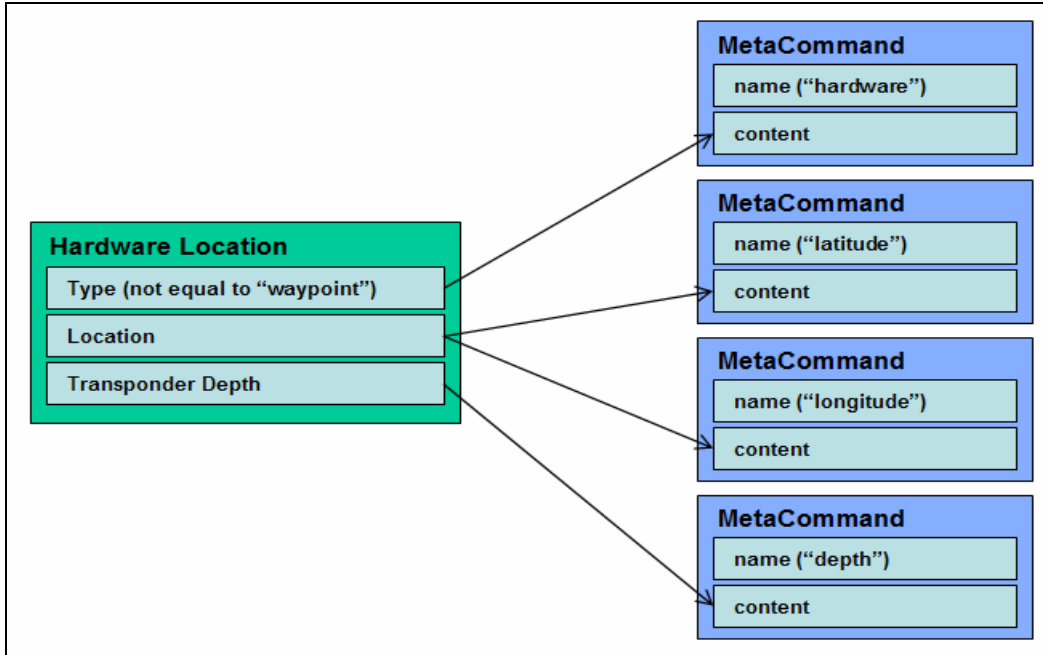 Hardware Location
Type (not equal to “waypoint”)
Location
Transponder Depth
MetaCommand
name (“hardware”)
content
MetaCommand
name (“latitude”)
content
MetaCommand
name (“longitude”)
content
MetaCommand
name (“depth”)
content